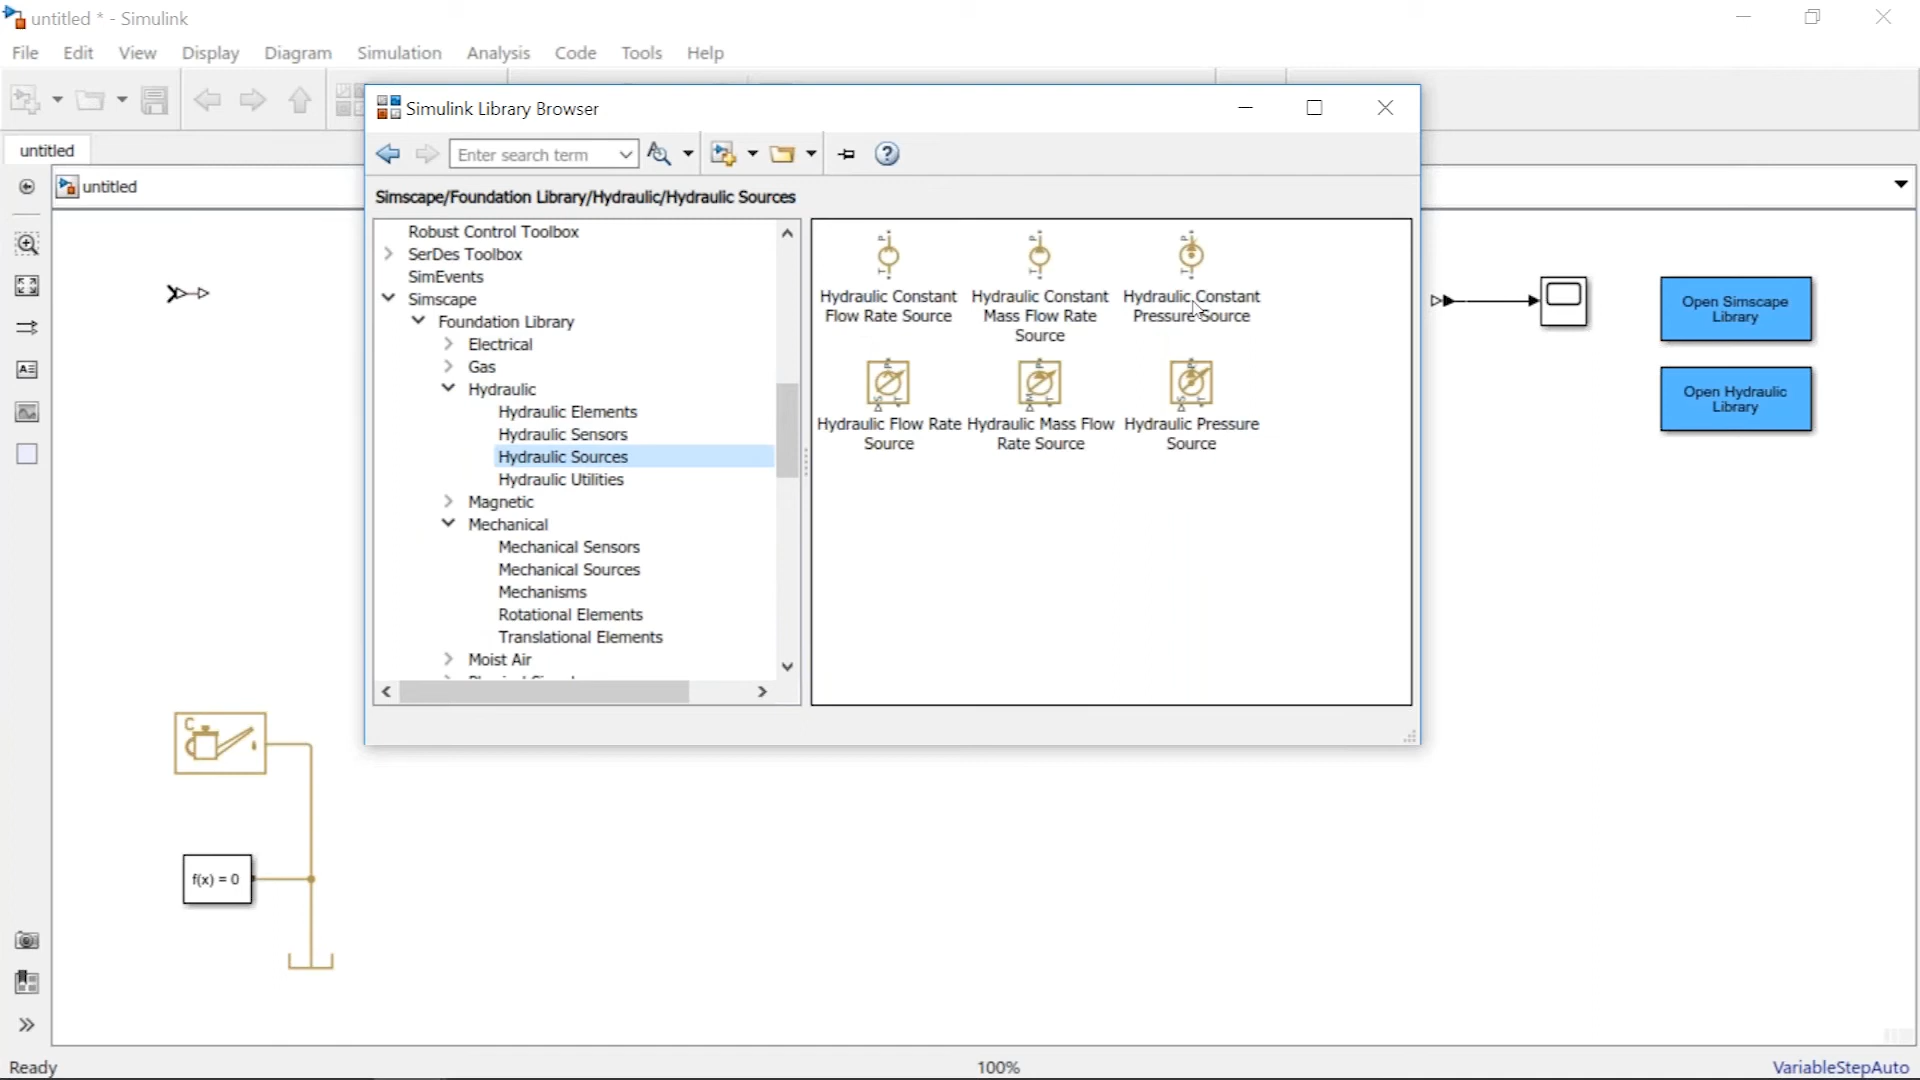 untitled * - Simulink
File Edit View Display Diagram Simulation Analysis Code Tools Help
Simulink Library Browser
untitled
Enter search term
untitled
Simscape/Foundation Library/Hydraulic/Hydraulic Sources
Robust Control Toolbox
SerDes Toolbox
SimEvents
Simscape
Foundation Library
Electrical
Gas
Hydraulic
Hydraulic Elements
Hydraulic Sensors
Hydraulic Sources
Hydraulic Utilities
Magnetic
Mechanical
Mechanical Sensors
Mechanical Sources
Mechanisms
Rotational Elements
Translational Elements
Moist Air
P
T
Hydraulic Constant
Flow Rate Source
P
T
Hydraulic Constant
Mass Flow Rate
Source
P
T
Hydraulic Constant
Pressure Source
P
S T
Hydraulic Flow Rate
Source
P
M T
Hydraulic Mass Flow
Rate Source
P
S T
Hydraulic Pressure
Source
Open Simscape
Library
Open Hydraulic
Library
C
f(x) = 0
Ready
100%
VariableStepAuto